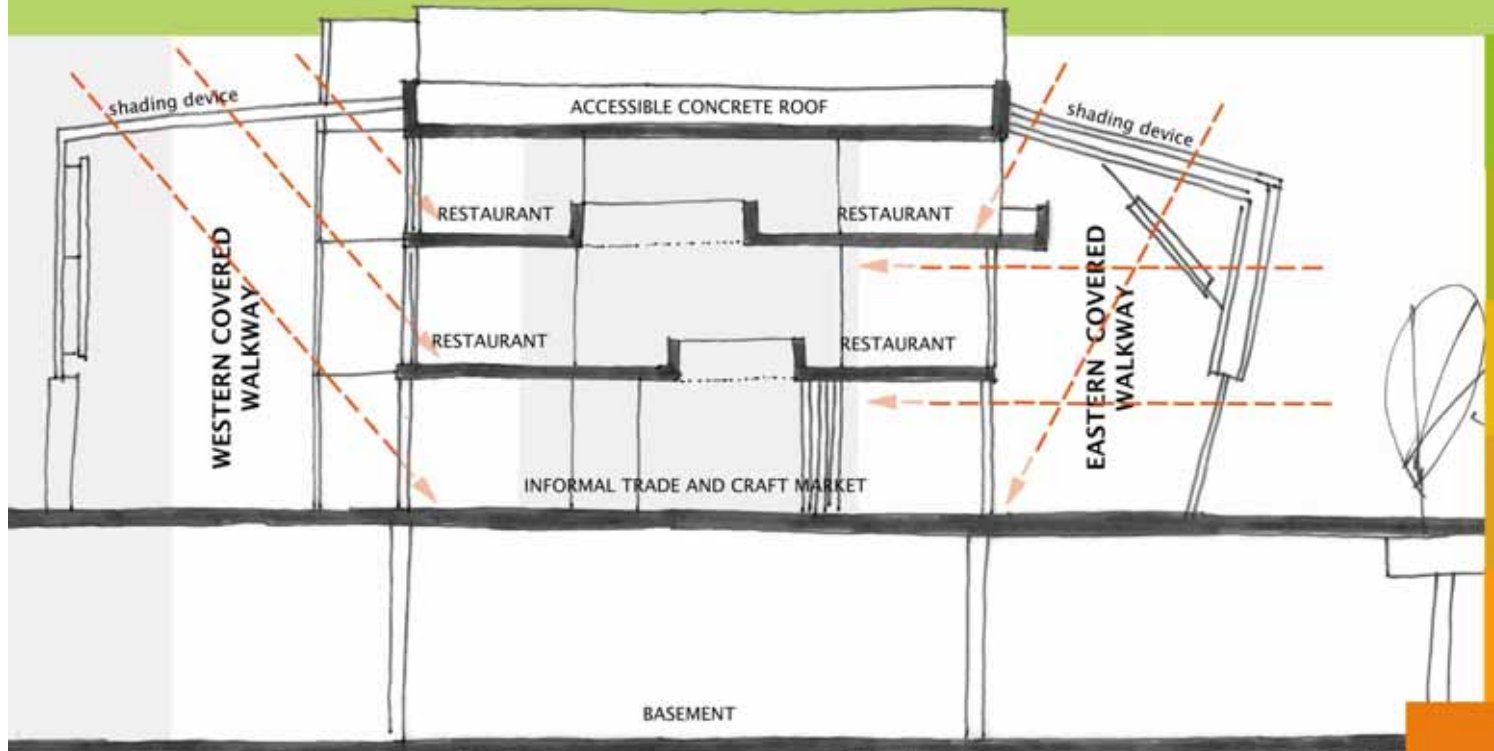 shading device
ACCESSIBLE CONCRETE ROOF
shading device
RESTAURANT
RESTAURANT
WESTERN COVERED
WALKWAY
EASTERN COVERED
WALKWAY
RESTAURANT
RESTAURANT
INFORMAL TRADE AND CRAFT MARKET
BASEMENT